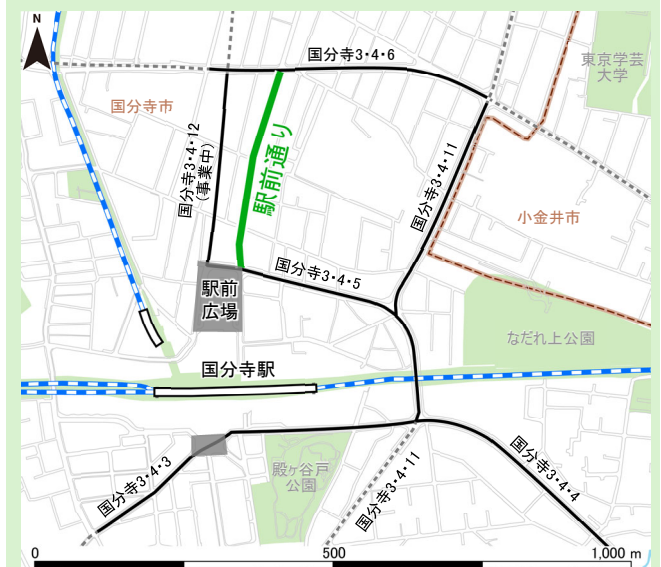 N
国分寺3・4・6
東京学芸
大学
国分寺市
国分寺3・4・12
(事業中)
駅前通り
国分寺3・4・11
小金井市
国分寺3・4・5
駅前
広場
なだれ上公園
国分寺駅
殿ヶ谷戸
公園
国分寺3・4・3
国分寺3・4・11
国分寺3・4・4
0
500
1,000 m